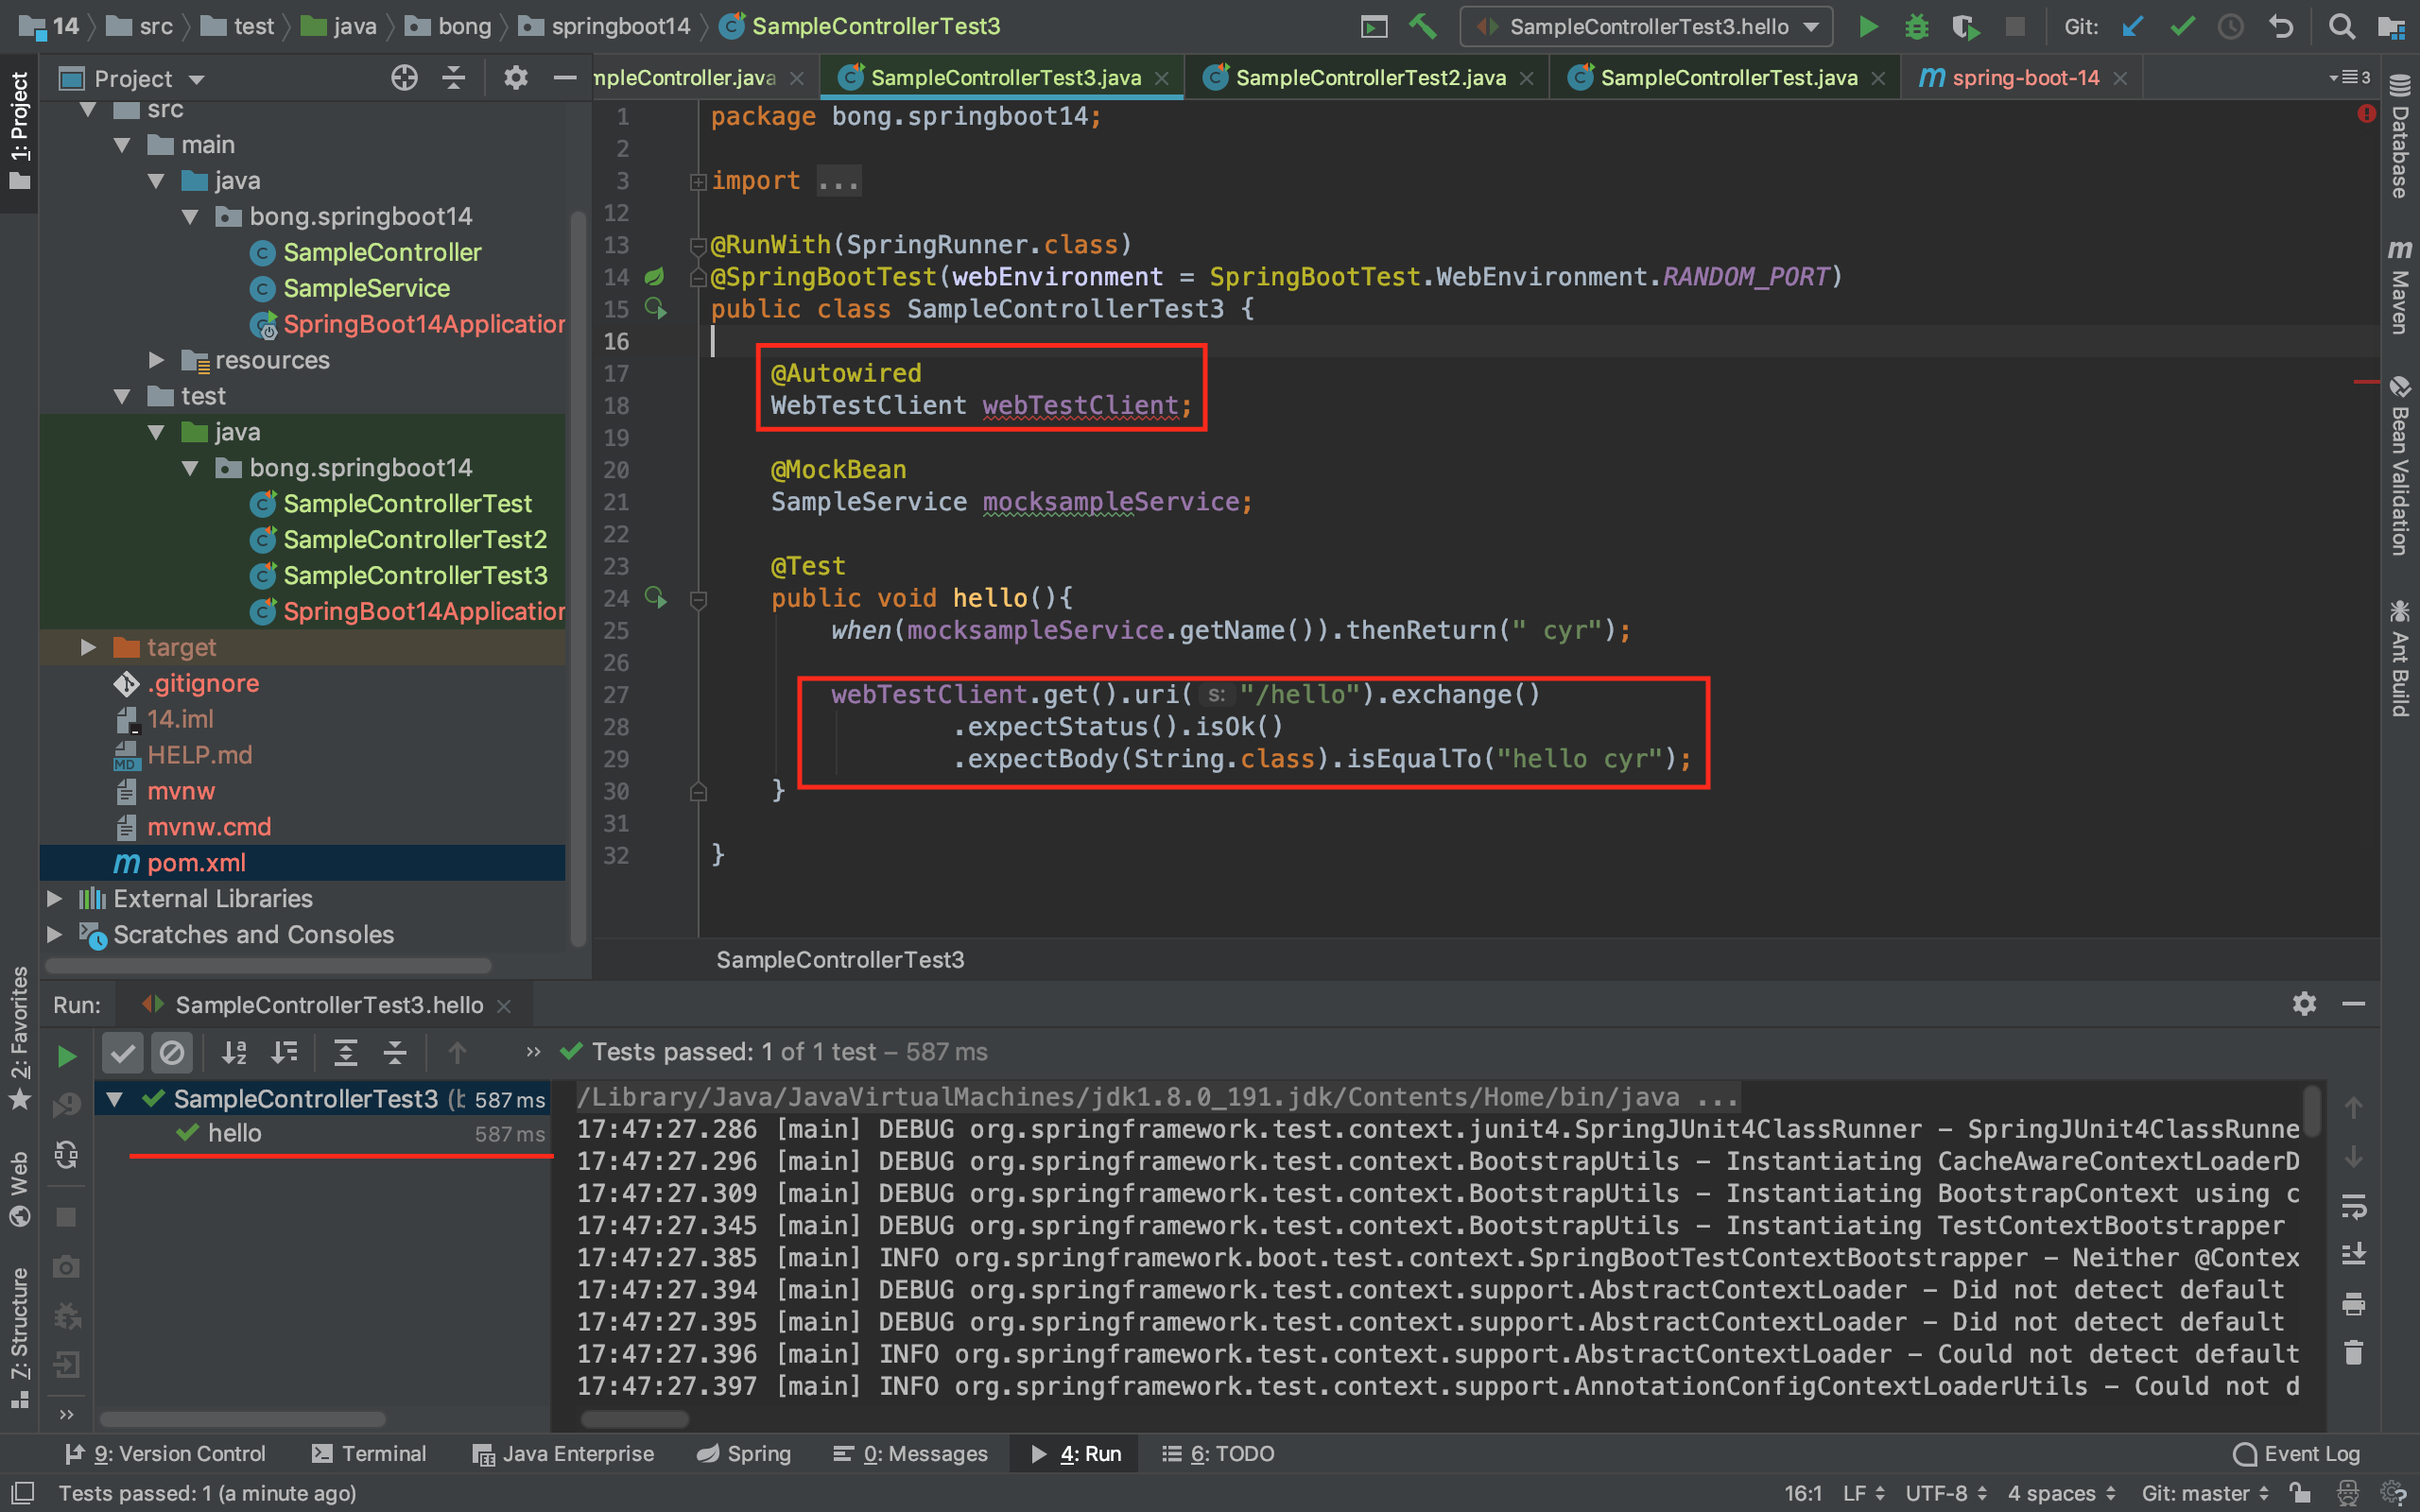 14 src test java bong springboot14 SampleControllerTest3
SampleControllerTest3.hello Git:
1: Project
Project
src
main
java
bong.springboot14
SampleController
SampleService
SpringBoot14Application
resources
test
java
bong.springboot14
SampleControllerTest
SampleControllerTest2
SampleControllerTest3
SpringBoot14Application
target
.gitignore
14.iml
HELP.md
mvnw
mvnw.cmd
pom.xml
External Libraries
Scratches and Consoles
mpleController.java SampleControllerTest3.java SampleControllerTest2.java SampleControllerTest.java spring-boot-14 3
1 package bong.springboot14;
2
3 import ...
12
13 @RunWith(SpringRunner.class)
14 @SpringBootTest(webEnvironment = SpringBootTest.WebEnvironment.RANDOM_PORT)
15 public class SampleControllerTest3 {
16
17 @Autowired
18 WebTestClient webTestClient;
19
20 @MockBean
21 SampleService mocksampleService;
22
23 @Test
24 public void hello(){
25 when(mocksampleService.getName()).thenReturn(" cyr");
26
27 webTestClient.get().uri( s: "/hello").exchange()
28 .expectStatus().isOk()
29 .expectBody(String.class).isEqualTo("hello cyr");
30 }
31
32 }
SampleControllerTest3
Database
Maven
Bean Validation
Ant Build
2: Favorites
Web
Z: Structure
Run: SampleControllerTest3.hello
Tests passed: 1 of 1 test – 587 ms
SampleControllerTest3 (b 587 ms
hello 587 ms
/Library/Java/JavaVirtualMachines/jdk1.8.0_191.jdk/Contents/Home/bin/java ...
17:47:27.286 [main] DEBUG org.springframework.test.context.junit4.SpringJUnit4ClassRunner - SpringJUnit4ClassRunne
17:47:27.296 [main] DEBUG org.springframework.test.context.BootstrapUtils - Instantiating CacheAwareContextLoaderD
17:47:27.309 [main] DEBUG org.springframework.test.context.BootstrapUtils - Instantiating BootstrapContext using c
17:47:27.345 [main] DEBUG org.springframework.test.context.BootstrapUtils - Instantiating TestContextBootstrapper
17:47:27.385 [main] INFO org.springframework.boot.test.context.SpringBootTestContextBootstrapper - Neither @Contex
17:47:27.394 [main] DEBUG org.springframework.test.context.support.AbstractContextLoader - Did not detect default
17:47:27.395 [main] DEBUG org.springframework.test.context.support.AbstractContextLoader - Did not detect default
17:47:27.396 [main] INFO org.springframework.test.context.support.AbstractContextLoader - Could not detect default
17:47:27.397 [main] INFO org.springframework.test.context.support.AnnotationConfigContextLoaderUtils - Could not d
9: Version Control Terminal Java Enterprise Spring 0: Messages 4: Run 6: TODO Event Log
Tests passed: 1 (a minute ago) 16:1 LF UTF-8 4 spaces Git: master